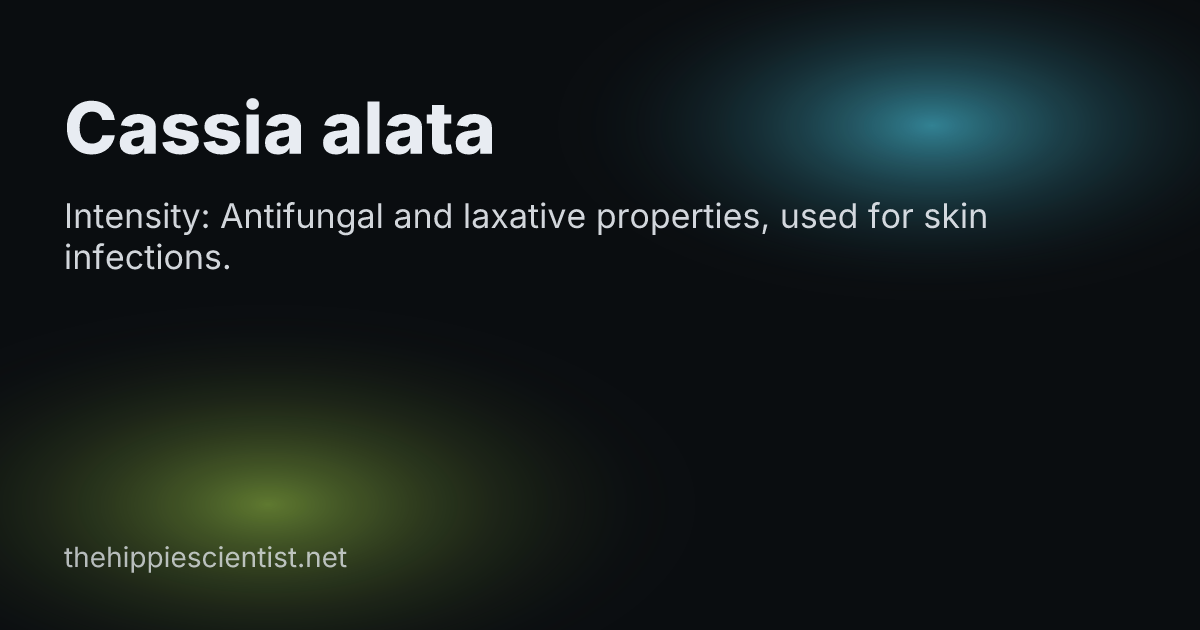 Cassia alata
Intensity: Antifungal and laxative properties, used for skin
infections.
thehippiescientist.net